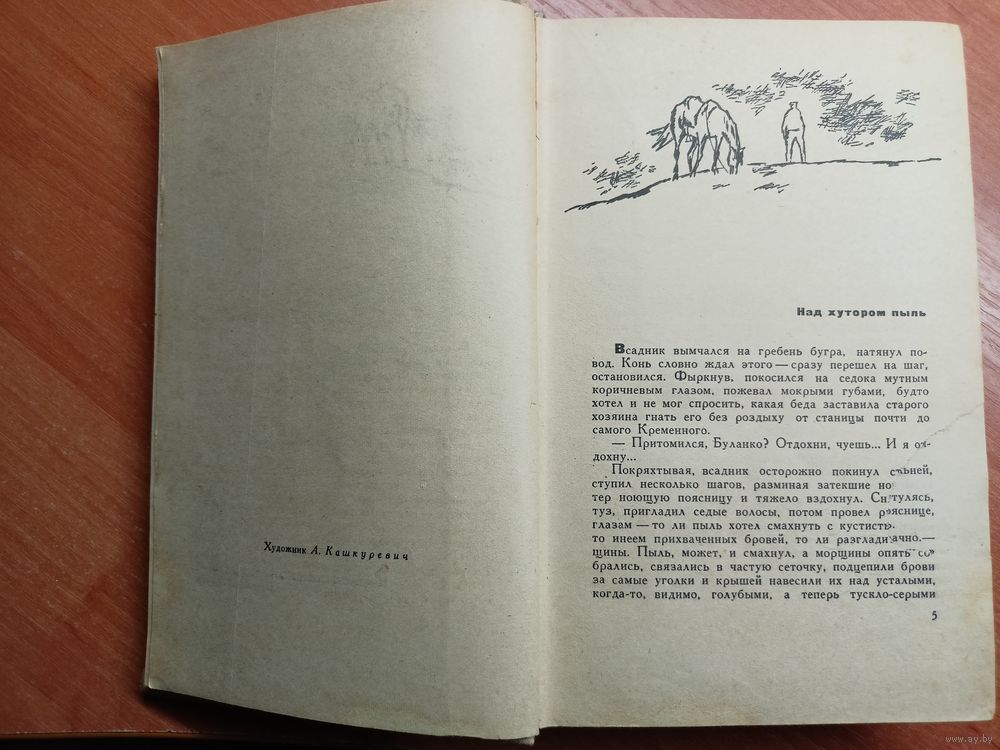 Художник А. Кашкуревич
Над хутором пыль
Всадник вымчался на гребень бугра, натянул по-
вод. Конь словно ждал этого — сразу перешел на шаг,
остановился. Фыркнув, покосился на седока мутным
коричневым глазом, пожевал мокрыми губами, будто
хотел и не мог спросить, какая беда заставила старого
хозяина гнать его без роздыху от станицы почти до
самого Кременного.
— Притомился, Буланко? Отдохни, чуешь... И я от-
дохну...
Покряхтывая, всадник осторожно покинул
ступил несколько шагов, разминая затекшие но
тер ноющую поясницу и тяжело вздохнул. Сн
туз, пригладил седые волосы, потом провел
глазам — то ли пыль хотел смахнуть с кустист
то инеем прихваченных бровей, то ли разглади
щины. Пыль, может, и смахнул, а морщины опять со-
брались, связались в частую сеточку, подцепили брови
за самые уголки и крышей навесили их над усталыми,
когда-то, видимо, голубыми, а теперь тускло-серыми
5
www.ay.by